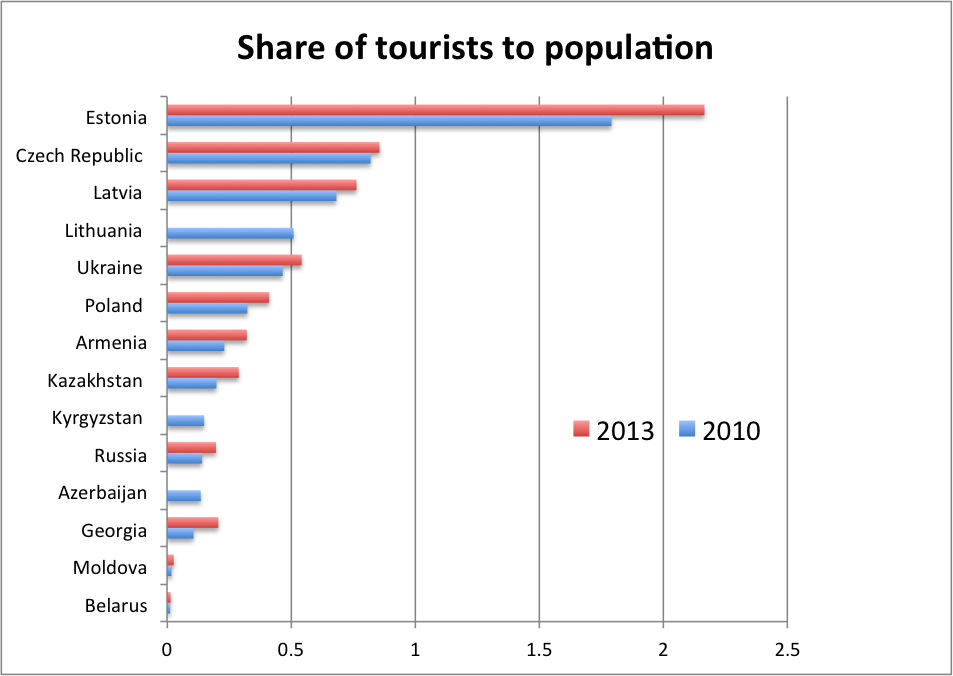 Share of tourists to population
Estonia
Czech Republic
Latvia
Lithuania
Ukraine
Poland
Armenia
Kazakhstan
Kyrgyzstan
2013 2010
Russia
Azerbaijan
Georgia
Moldova
Belarus
0 0.5 1 1.5 2 2.5